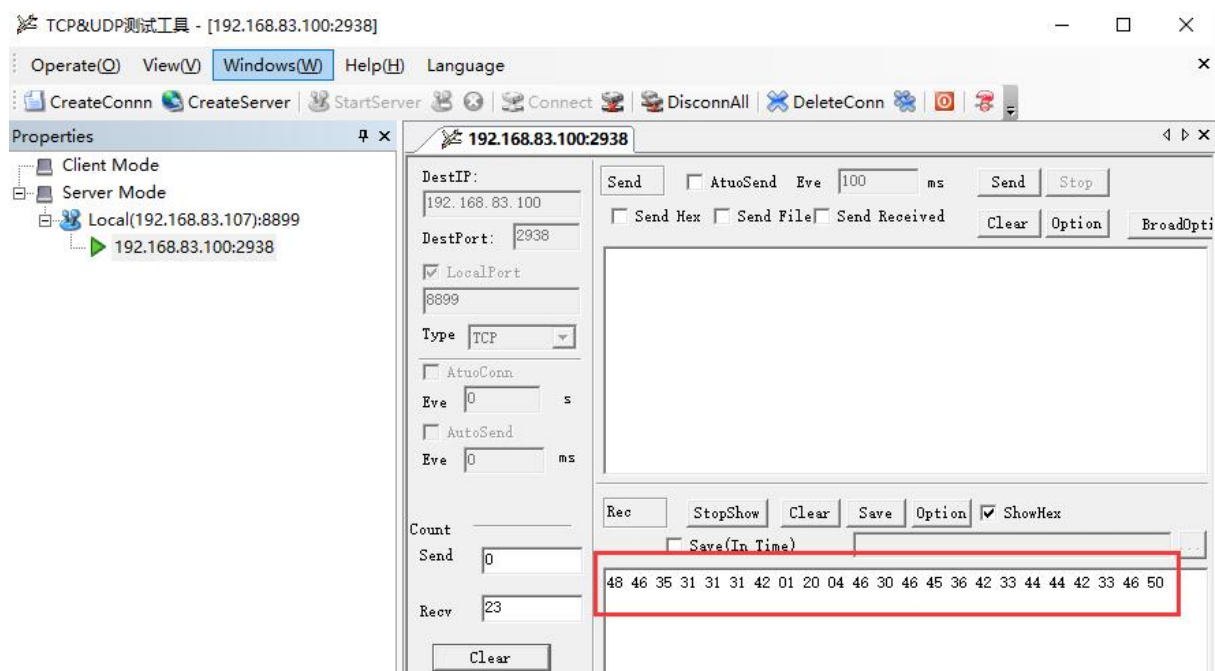 TCP&UDP测试工具 - [192.168.83.100:2938]
Operate(O) View(V) Windows(W) Help(H) Language
CreateConnn CreateServer StartServer Connect DisconnAll DeleteConn
Properties
Client Mode
Server Mode
Local(192.168.83.107):8899
192.168.83.100:2938
192.168.83.100:2938
DestIP:
192.168.83.100
DestPort: 2938
LocalPort
8899
Type TCP
AtuoConn
Eve 0 s
AutoSend
Eve 0 ms
Count
Send 0
Recv 23
Clear
Send AtuoSend Eve 100 ms Send Stop
Send Hex Send File Send Received Clear Option BroadOpti
Rec StopShow Clear Save Option ShowHex
Save(In Time) ...
48 46 35 31 31 31 42 01 20 04 46 30 46 45 36 42 33 44 44 42 33 46 50